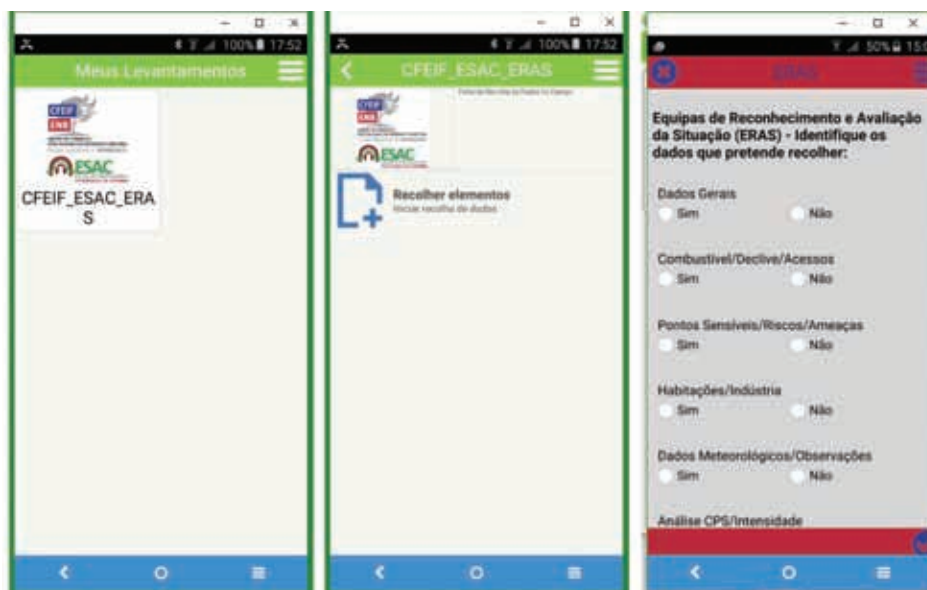 100% 17:52
Meus Levantamentos
CFEIF
ENB
ESAC
CFEIF_ESAC_ERA
S
100% 17:52
CFEIF_ESAC_ERAS
CFEIF
ENB
ESAC
Recolher elementos
Iniciar recolha de dados
50% 15:0
ERAS
Equipas de Reconhecimento e Avaliação
da Situação (ERAS) - Identifique os
dados que pretende recolher:
Dados Gerais
Sim Não
Combustível/Declive/Acessos
Sim Não
Pontos Sensíveis/Riscos/Ameaças
Sim Não
Habitações/Indústria
Sim Não
Dados Meteorológicos/Observações
Sim Não
Análise CPS/Intensidade